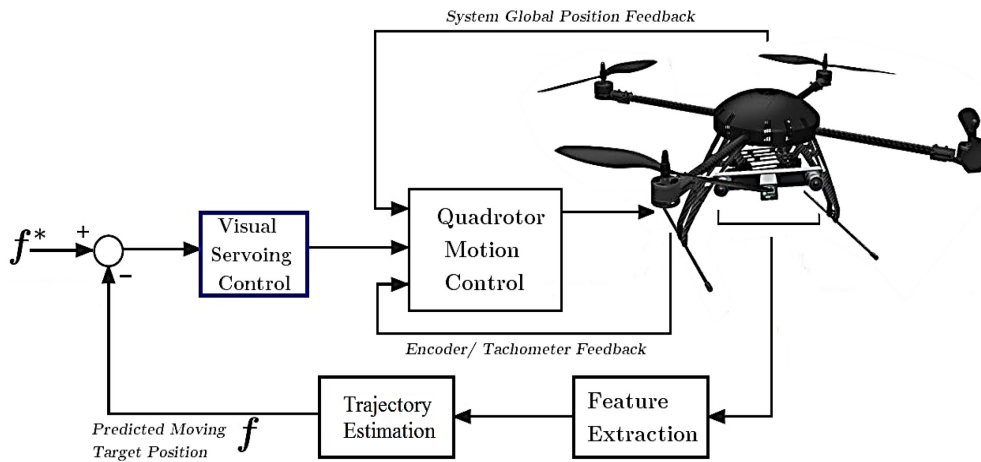 System Global Position Feedback
f*
+
−
Visual
Servoing
Control
Quadrotor
Motion
Control
Encoder/ Tachometer Feedback
Predicted Moving
Target Position
f
Trajectory
Estimation
Feature
Extraction